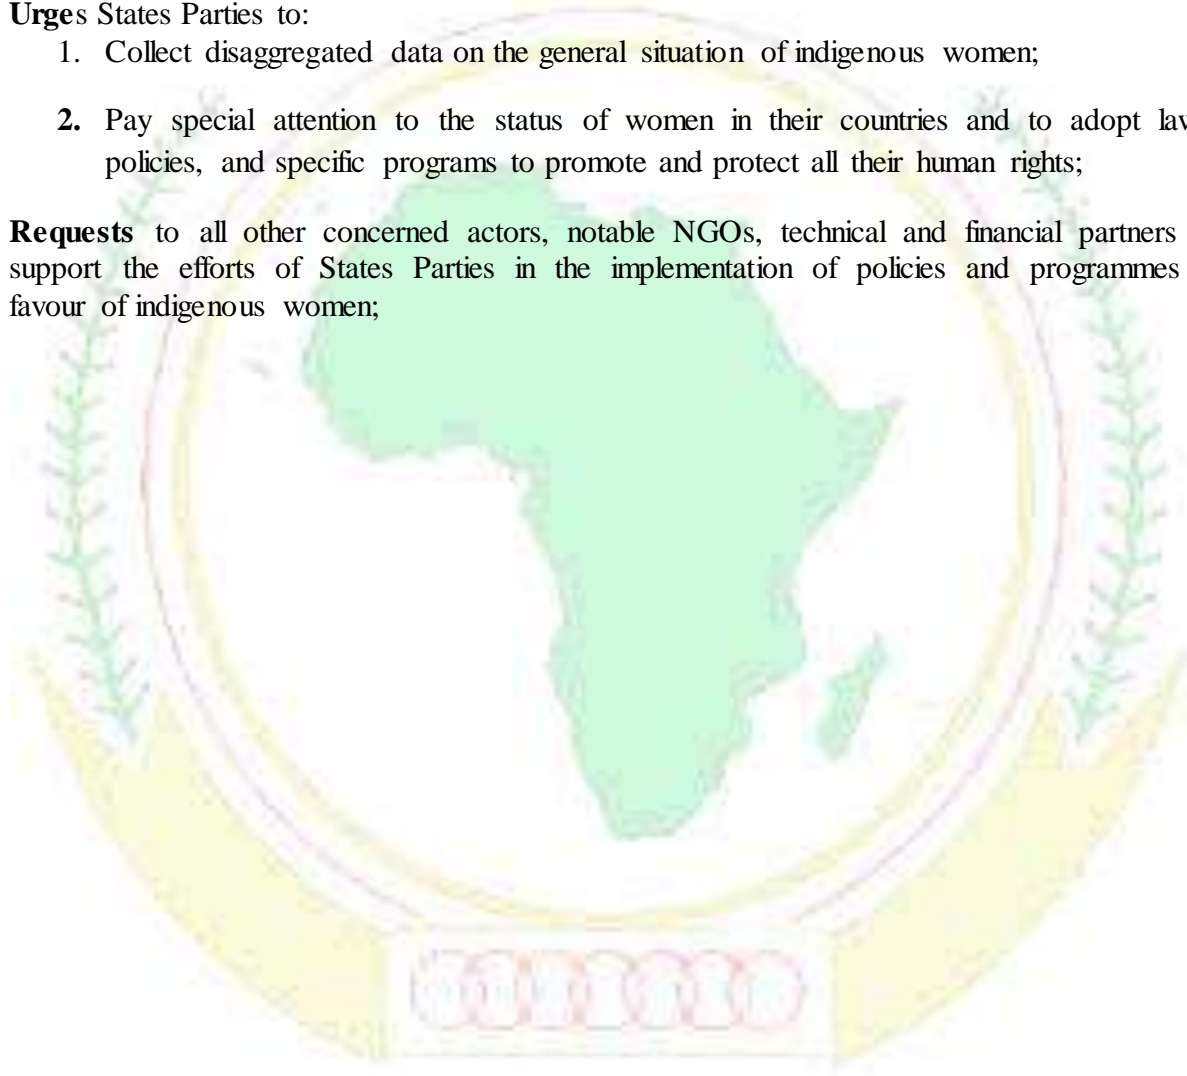 Urges States Parties to:
1. Collect disaggregated data on the general situation of indigenous women;
2. Pay special attention to the status of women in their countries and to adopt
policies, and specific programs to promote and protect all their human rights;
Requests to all other concerned actors, notable NGOs, technical and financial partners
support the efforts of States Parties in the implementation of policies and programmes
favour of indigenous women;